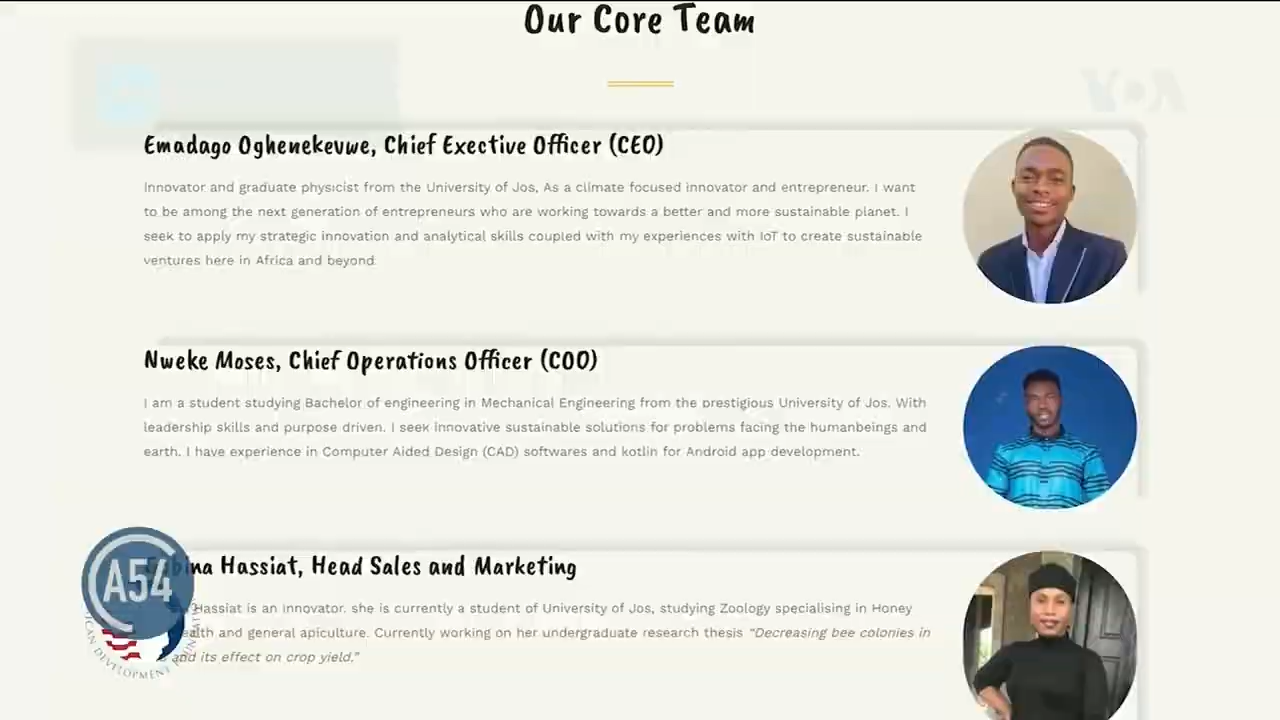 Our Core Team
VOA
Emadago Oghenekevwe, Chief Exective Officer (CEO)
Innovator and graduate physicist from the University of Jos, As a climate focused innovator and entrepreneur. I want
to be among the next generation of entrepreneurs who are working towards a better and more sustainable planet. I
seek to apply my strategic innovation and analytical skills coupled with my experiences with IoT to create sustainable
ventures here in Africa and beyond.
Nweke Moses, Chief Operations Officer (COO)
I am a student studying Bachelor of engineering in Mechanical Engineering from the prestigious University of Jos. With
leadership skills and purpose driven. I seek innovative sustainable solutions for problems facing the humanbeings and
earth. I have experience in Computer Aided Design (CAD) softwares and kotlin for Android app development.
Hassiat, Head Sales and Marketing
Hassiat is an Innovator. she is currently a student of University of Jos, studying Zoology specialising in Honey
and general apiculture. Currently working on her undergraduate research thesis “Decreasing bee colonies in
and its effect on crop yield.”
A54
DEVELOPMENT